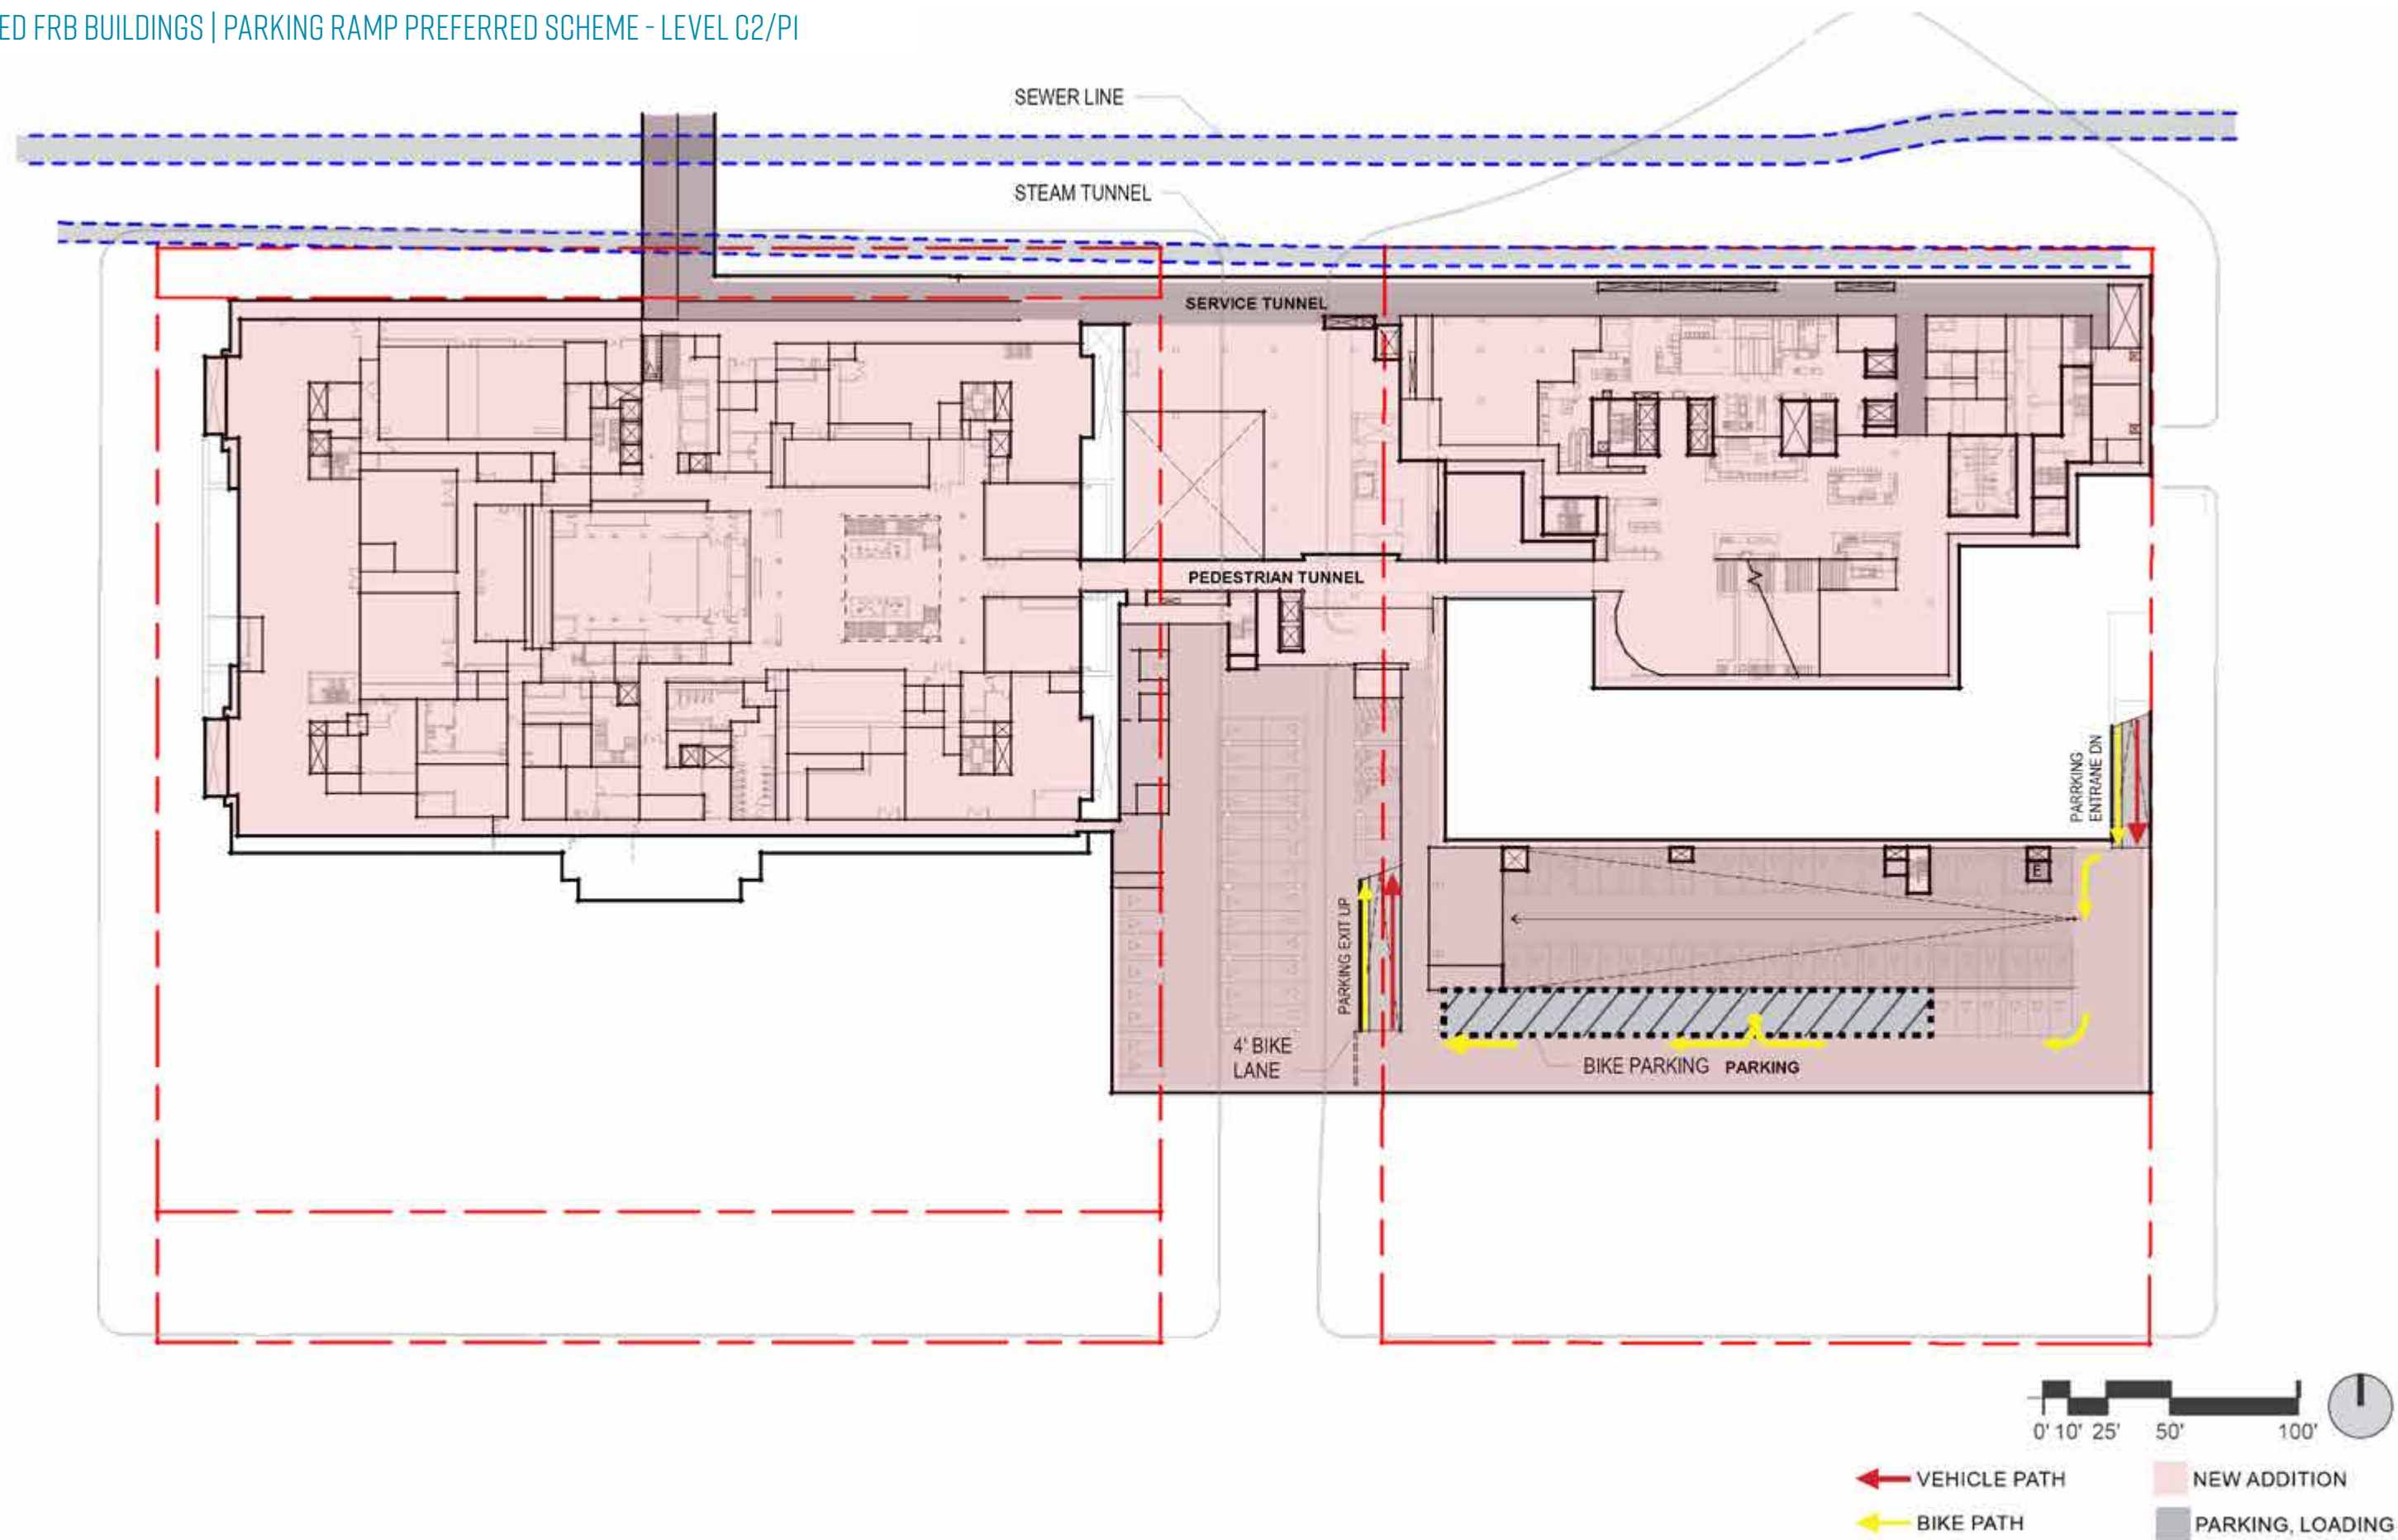 ED FRB BUILDINGS | PARKING RAMP PREFERRED SCHEME - LEVEL C2/P1
SEWER LINE
STEAM TUNNEL
SERVICE TUNNEL
PEDESTRIAN TUNNEL
PARRKING
ENTRANE DN
E
PARKING EXIT UP
4' BIKE
LANE
BIKE PARKING PARKING
0' 10' 25' 50' 100'
VEHICLE PATH
NEW ADDITION
BIKE PATH
PARKING, LOADING